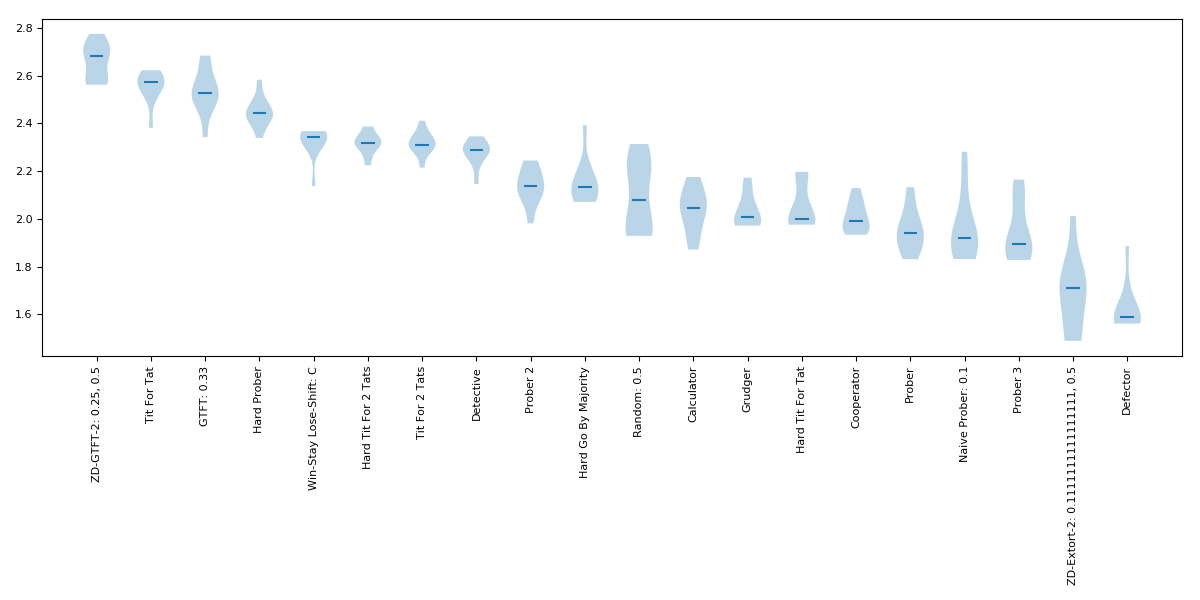 2.8
2.6
2.4
2.2
2.0
1.8
1.6
ZD-GTFT-2: 0.25, 0.5
Tit For Tat
GTFT: 0.33
Hard Prober
Win-Stay Lose-Shift: C
Hard Tit For 2 Tats
Tit For 2 Tats
Detective
Prober 2
Hard Go By Majority
Random: 0.5
Calculator
Grudger
Hard Tit For Tat
Cooperator
Prober
Naive Prober: 0.1
Prober 3
ZD-Extort-2: 0.1111111111111111, 0.5
Defector